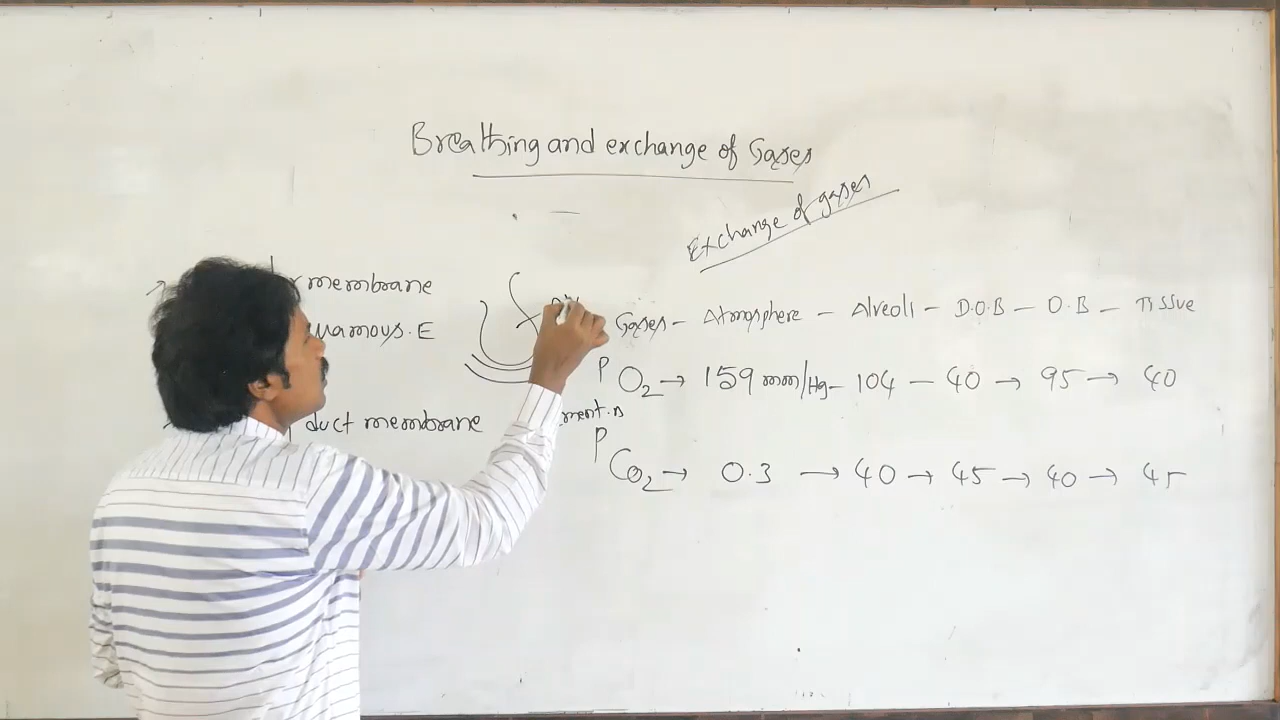 Breathing and exchange of Gases
Exchange of gases
membrane
uamous.E
duct membrane
ment.
Gases - Atmosphere - Alveoli - D.O.B - O.B - Tissue
P O2 → 159 mm/Hg - 104 - 40 → 95 → 40
P CO2 → 0.3 → 40 → 45 → 40 → 45